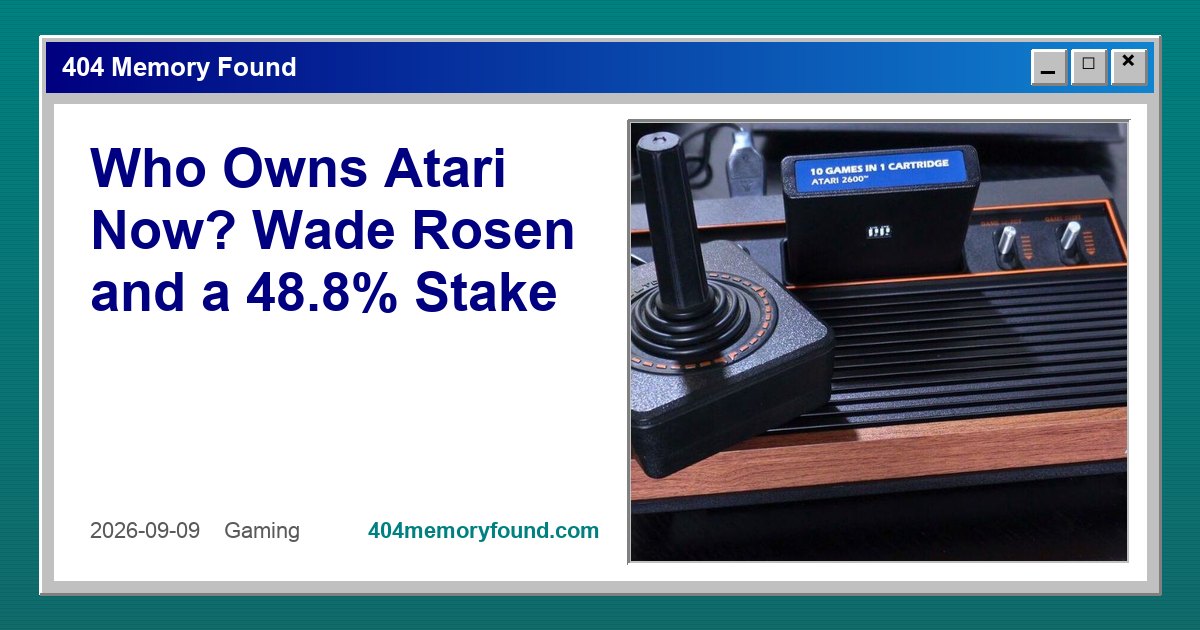 404 Memory Found
Who Owns Atari
Now? Wade Rosen
and a 48.8% Stake
10 GAMES IN 1 CARTRIDGE
ATARI 2600™
2026-09-09 Gaming 404memoryfound.com